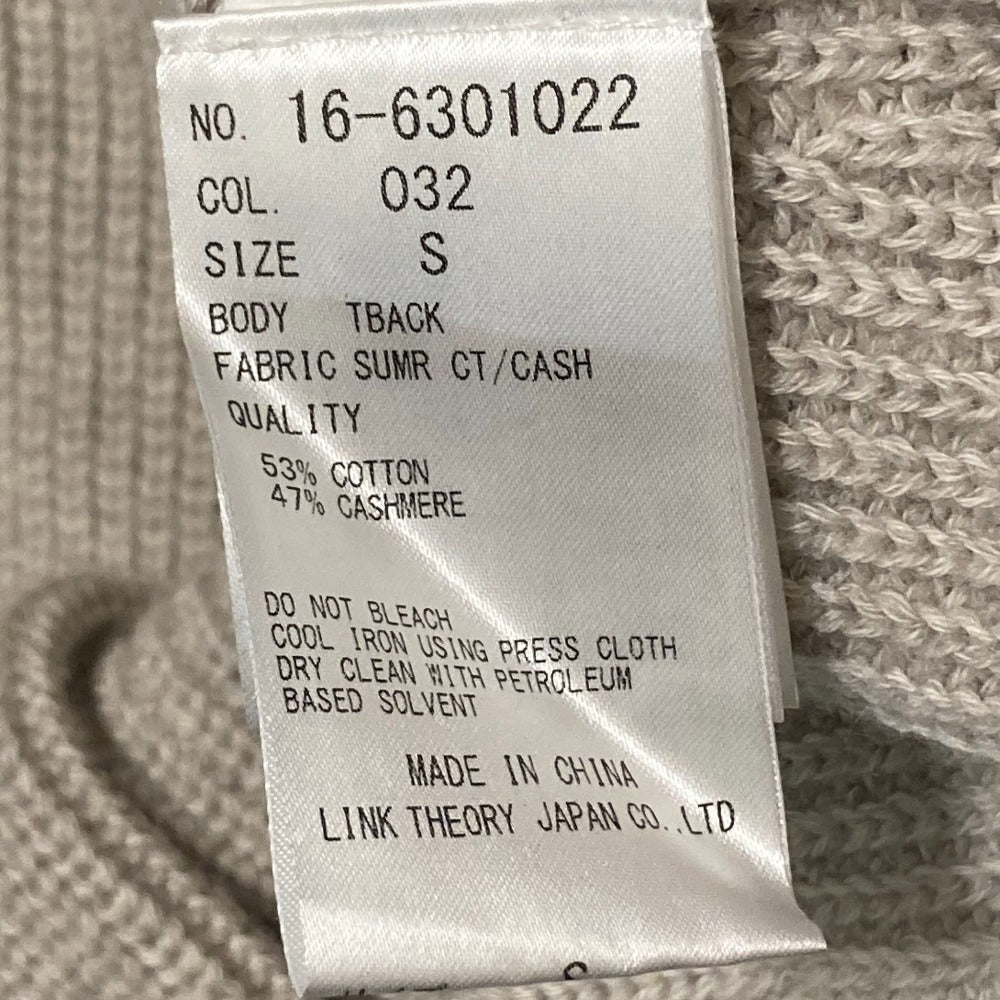 NO. 16-6301022
COL. 032
SIZE S
BODY TBACK
FABRIC SUMR CT/CASH
QUALITY
53% COTTON
47% CASHMERE
DO NOT BLEACH
COOL IRON USING PRESS CLOTH
DRY CLEAN WITH PETROLEUM
BASED SOLVENT
MADE IN CHINA
LINK THEORY JAPAN CO.,LTD